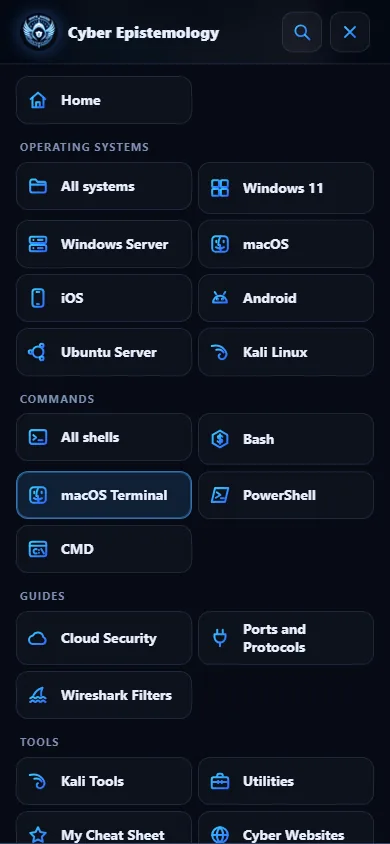 Cyber Epistemology
Home
OPERATING SYSTEMS
All systems
Windows 11
Windows Server
macOS
iOS
Android
Ubuntu Server
Kali Linux
COMMANDS
All shells
Bash
macOS Terminal
PowerShell
CMD
GUIDES
Cloud Security
Ports and
Protocols
Wireshark Filters
TOOLS
Kali Tools
Utilities
My Cheat Sheet
Cyber Websites